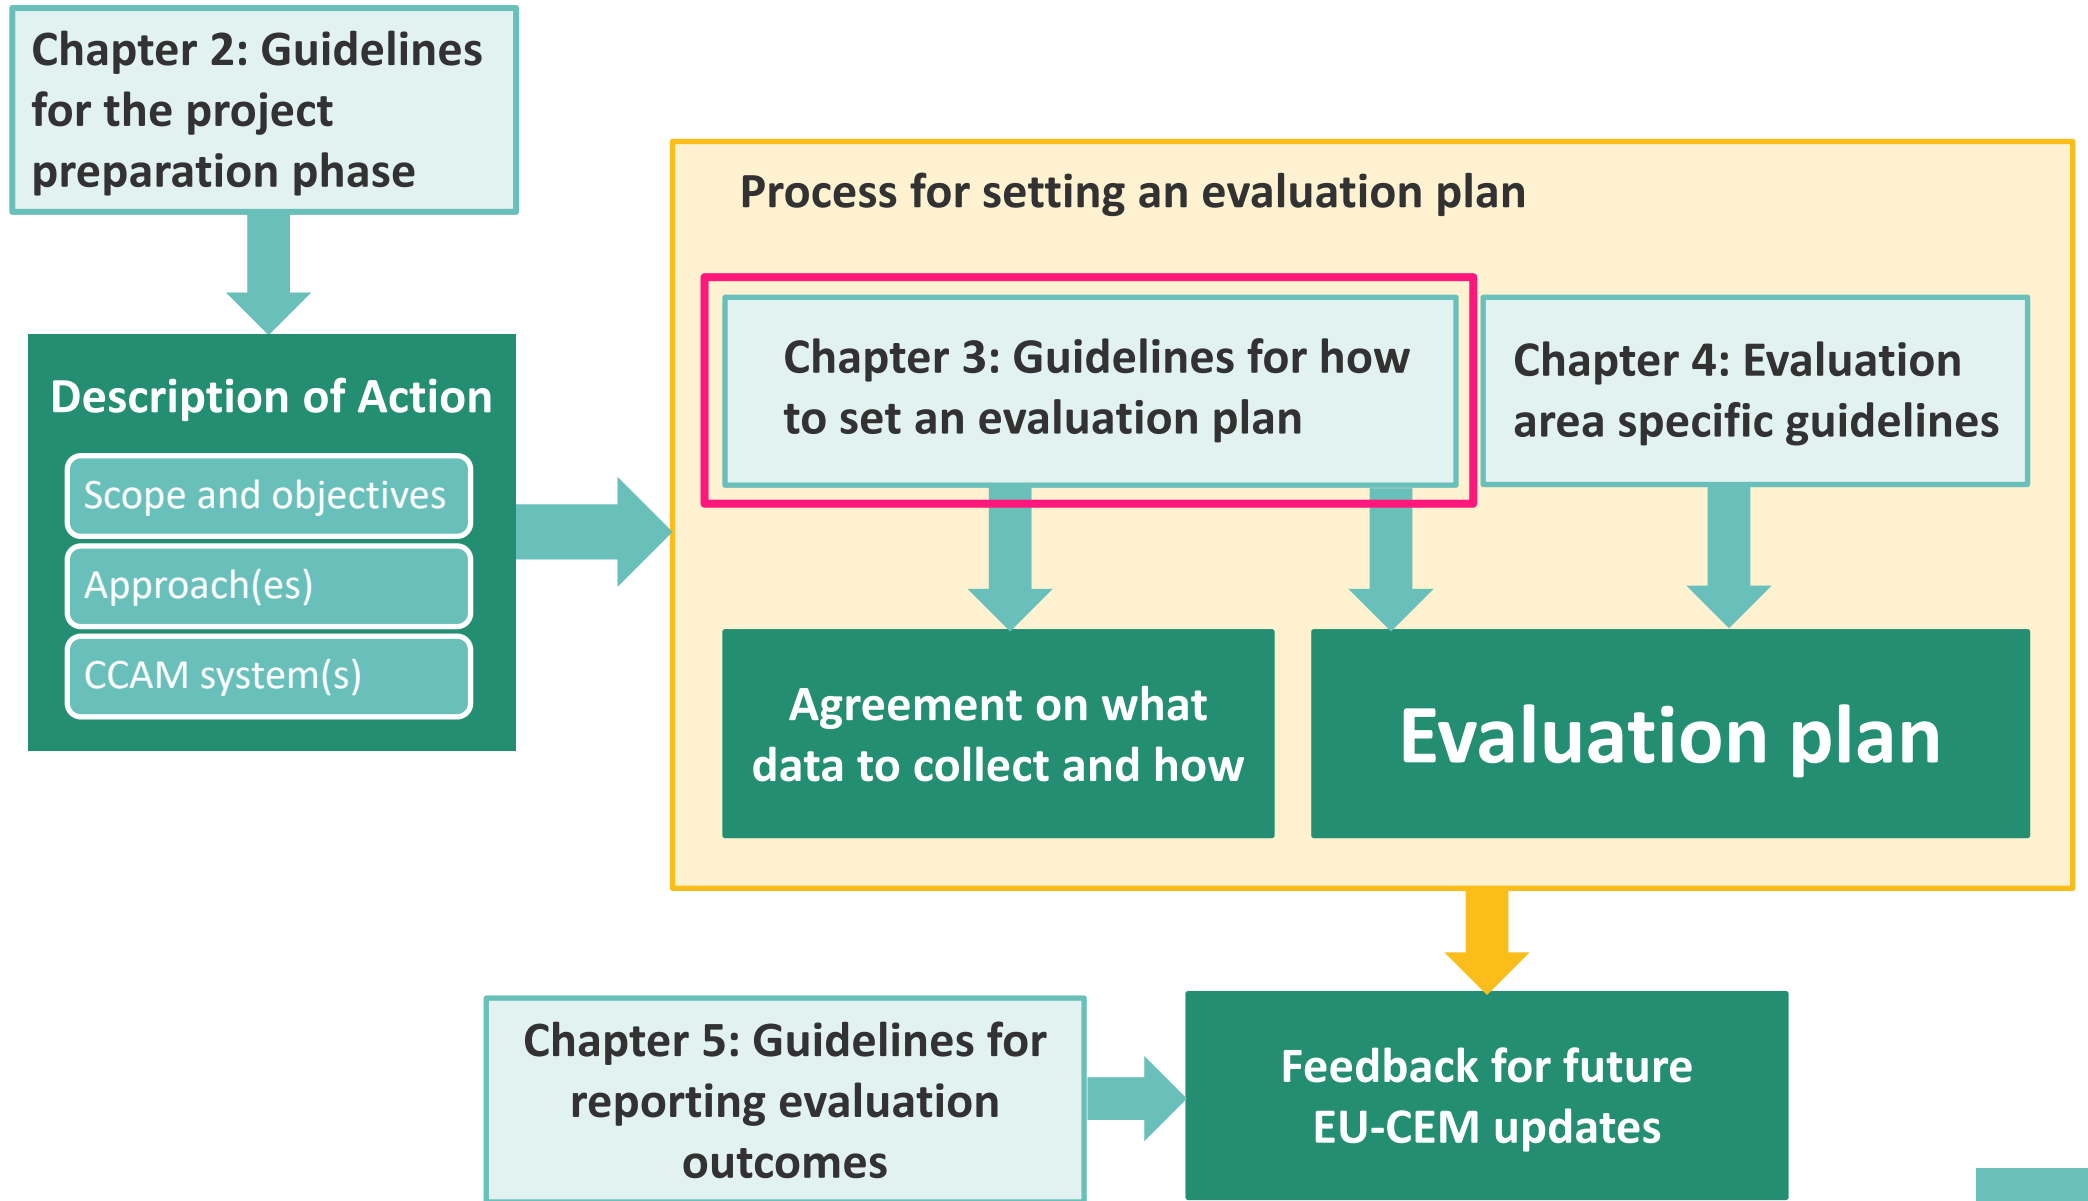 Chapter 2: Guidelines
for the project
preparation phase
Description of Action
Scope and objectives
Approach(es)
CCAM system(s)
Process for setting an evaluation plan
Chapter 3: Guidelines for how
to set an evaluation plan
Chapter 4: Evaluation
area specific guidelines
Agreement on what
data to collect and how
Evaluation plan
Chapter 5: Guidelines for
reporting evaluation
outcomes
Feedback for future
EU-CEM updates